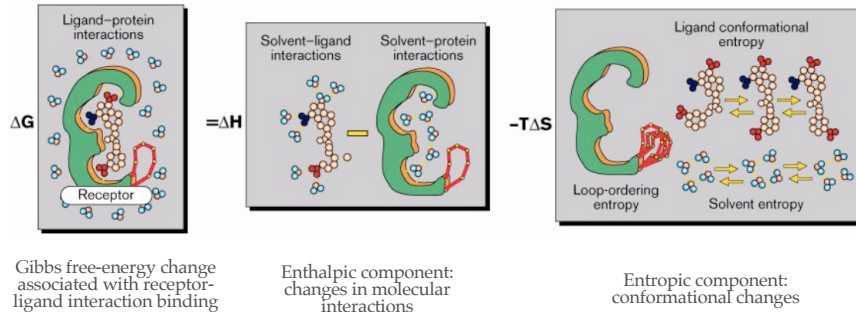 Ligand–protein
interactions
ΔG
Receptor
=ΔH
Solvent–ligand
interactions
Solvent–protein
interactions
–TΔS
Ligand conformational
entropy
Loop-ordering
entropy
Solvent entropy
Gibbs free-energy change
associated with receptor-
ligand interaction binding
Enthalpic component:
changes in molecular
interactions
Entropic component:
conformational changes